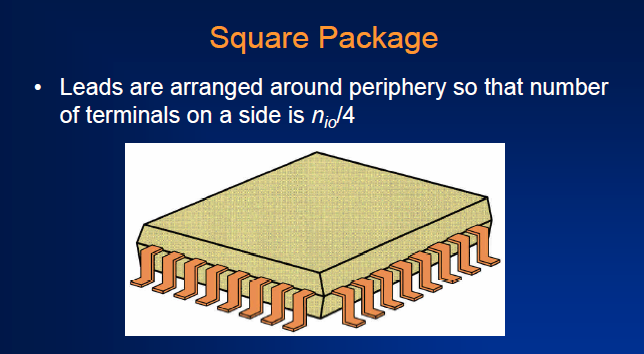 Square Package
• Leads are arranged around periphery so that number
of terminals on a side is nio/4